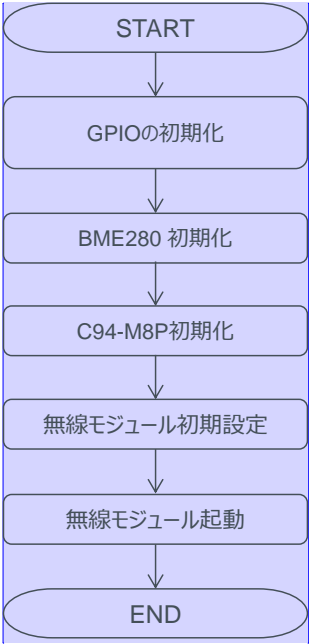 START
GPIOの初期化
BME280 初期化
C94-M8P初期化
無線モジュール初期設定
無線モジュール起動
END